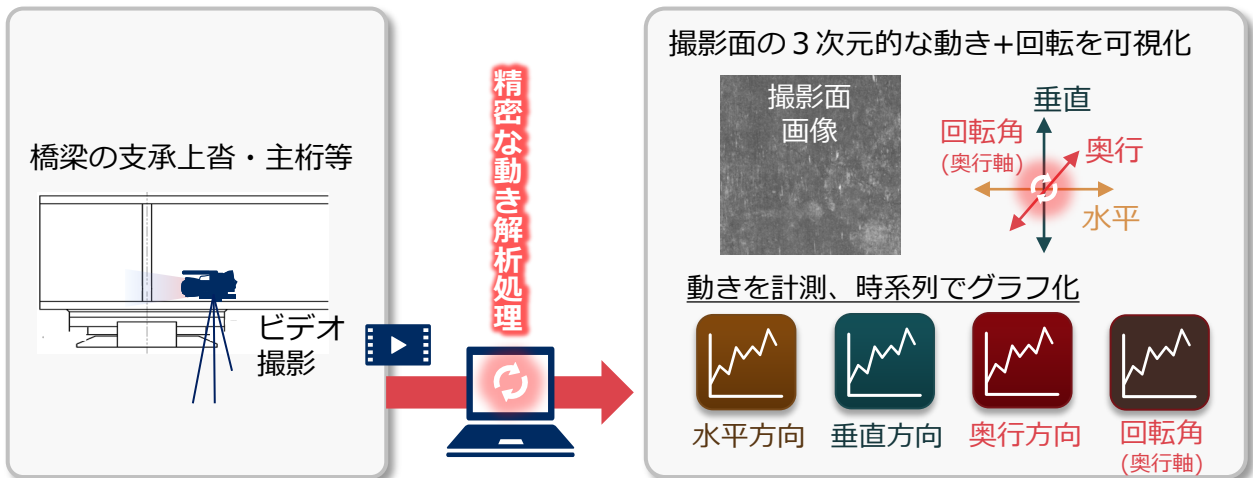 橋梁の支承上沓・主桁等
ビデオ
撮影
精密な動き解析処理
撮影面の３次元的な動き+回転を可視化
撮影面
画像
垂直
回転角
(奥行軸)
奥行
水平
動きを計測、時系列でグラフ化
水平方向
垂直方向
奥行方向
回転角
(奥行軸)